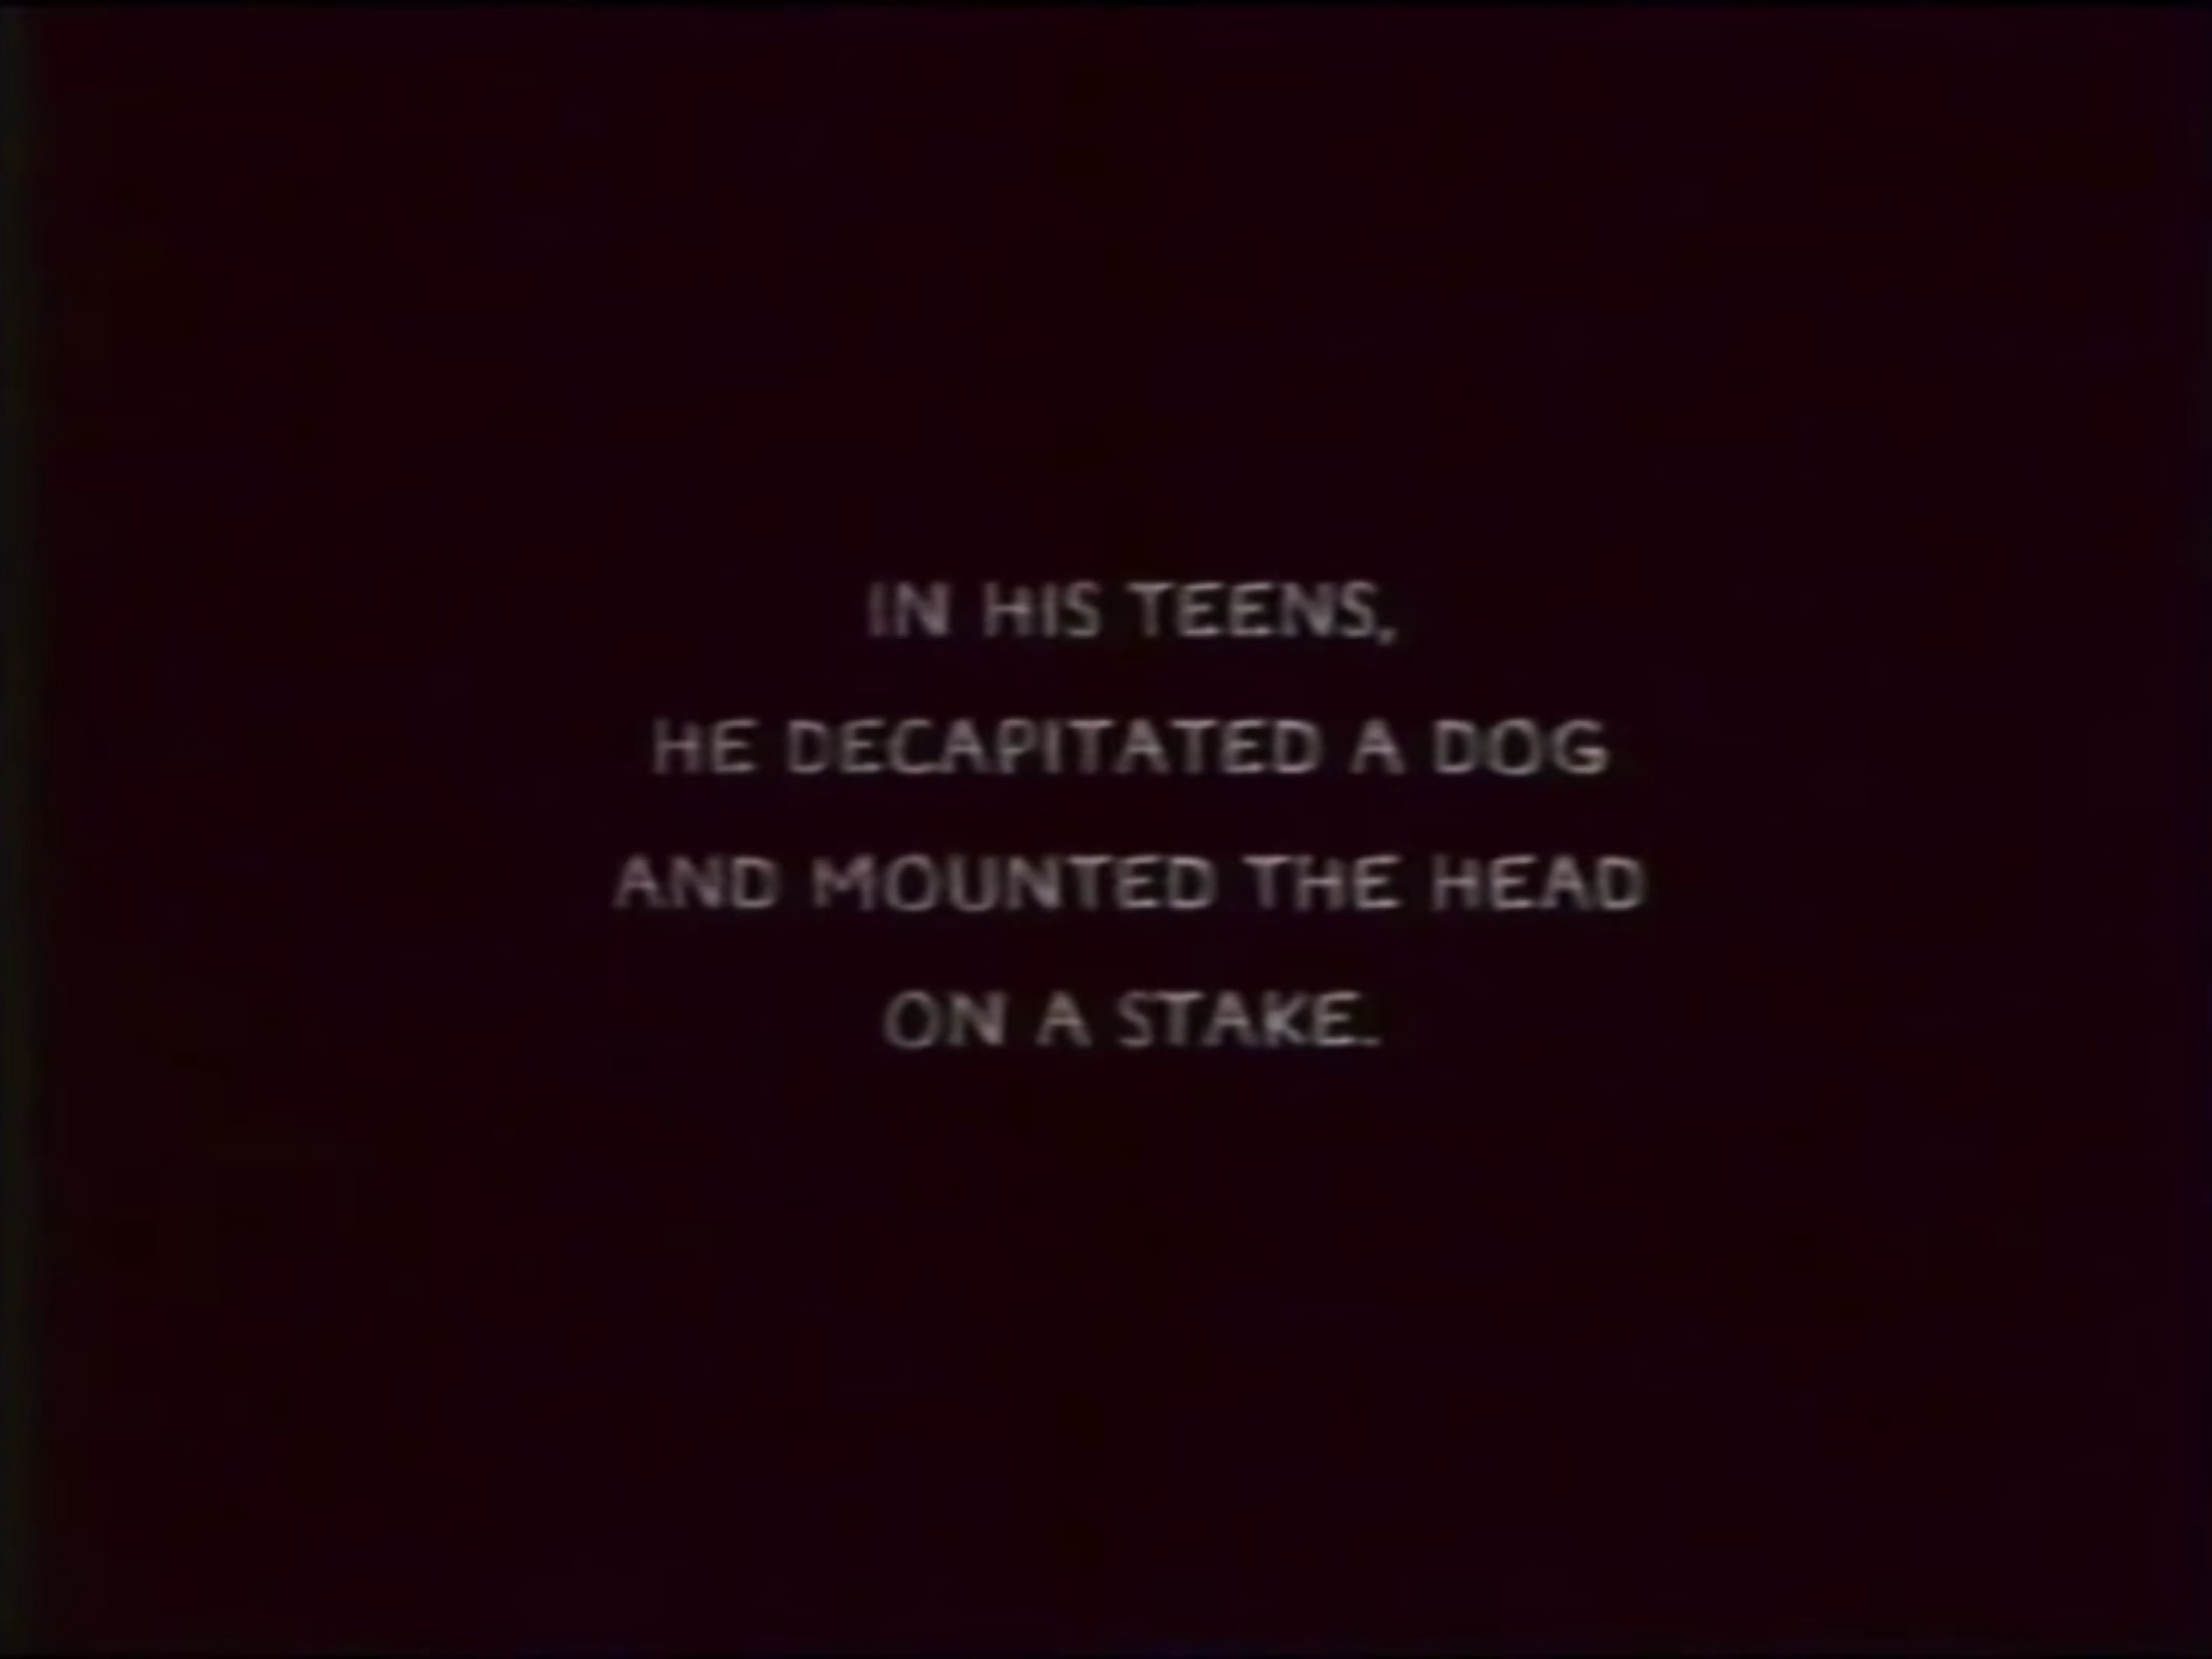 IN HIS TEENS,
HE DECAPITATED A DOG
AND MOUNTED THE HEAD
ON A STAKE.